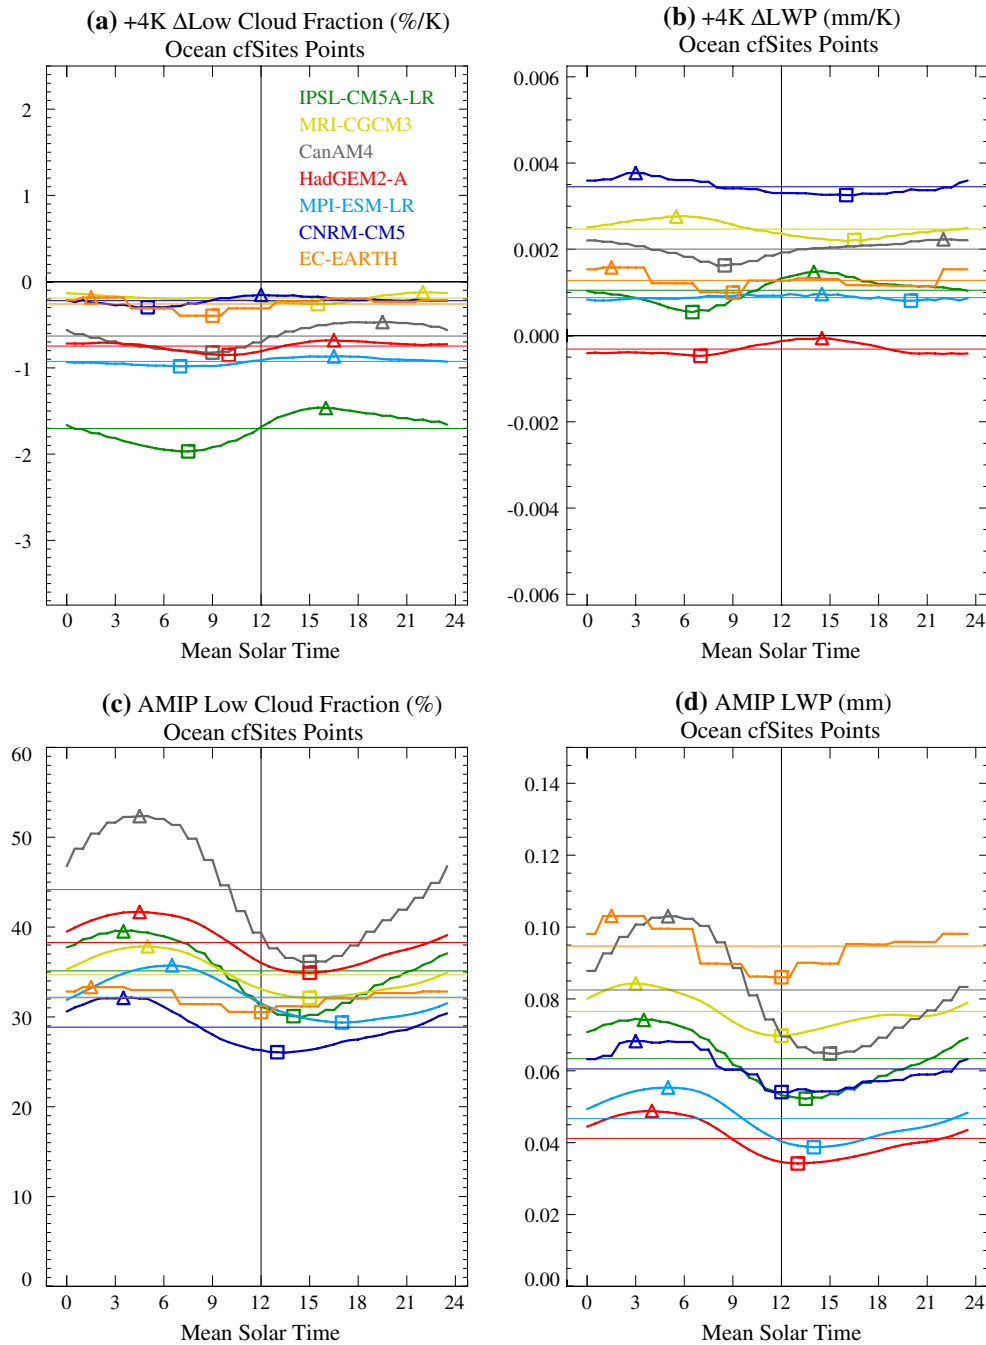 (a) +4K ΔLow Cloud Fraction (%/K)
Ocean cfSites Points
2
1
0
-1
-2
-3
IPSL-CM5A-LR
MRI-CGCM3
CanAM4
HadGEM2-A
MPI-ESM-LR
CNRM-CM5
EC-EARTH
0 3 6 9 12 15 18 21 24
Mean Solar Time
(b) +4K ΔLWP (mm/K)
Ocean cfSites Points
0.006
0.004
0.002
0.000
-0.002
-0.004
-0.006
0 3 6 9 12 15 18 21 24
Mean Solar Time
(c) AMIP Low Cloud Fraction (%)
Ocean cfSites Points
60
50
40
30
20
10
0
0 3 6 9 12 15 18 21 24
Mean Solar Time
(d) AMIP LWP (mm)
Ocean cfSites Points
0.14
0.12
0.10
0.08
0.06
0.04
0.02
0.00
0 3 6 9 12 15 18 21 24
Mean Solar Time